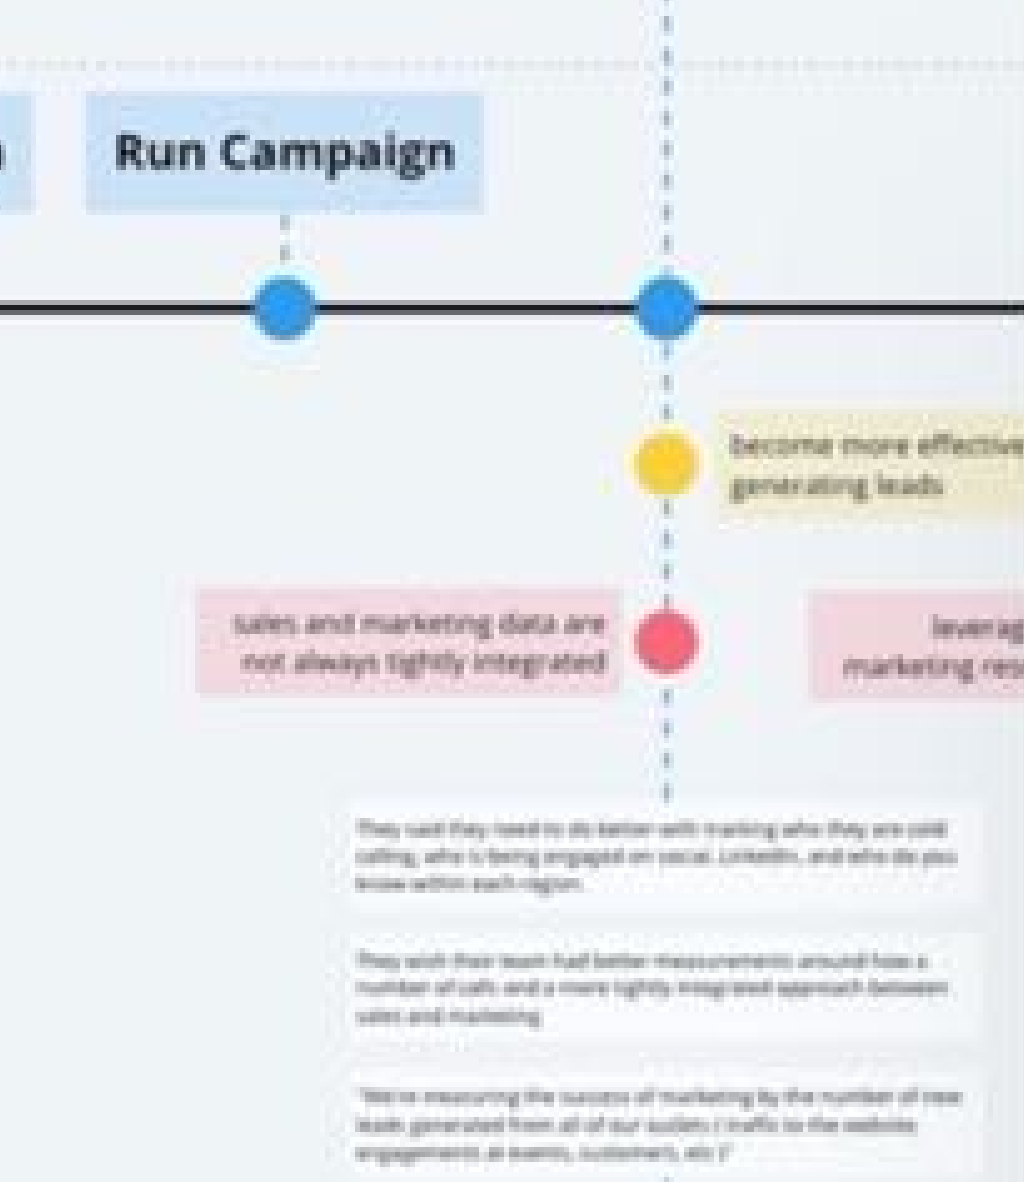 Run Campaign
become more effective
generating leads
sales and marketing data are
not always tightly integrated
leverag
marketing res
They said they need to do better with tracking who they are cold
calling, who is being engaged on social, LinkedIn, and who do you
know within each region.
They wish their team had better measurements around how a
number of calls and a more tightly integrated approach between
sales and marketing
"We're measuring the success of marketing by the number of new
leads generated from all of our outlets ( traffic to the website
engagements at events, customers, etc )"